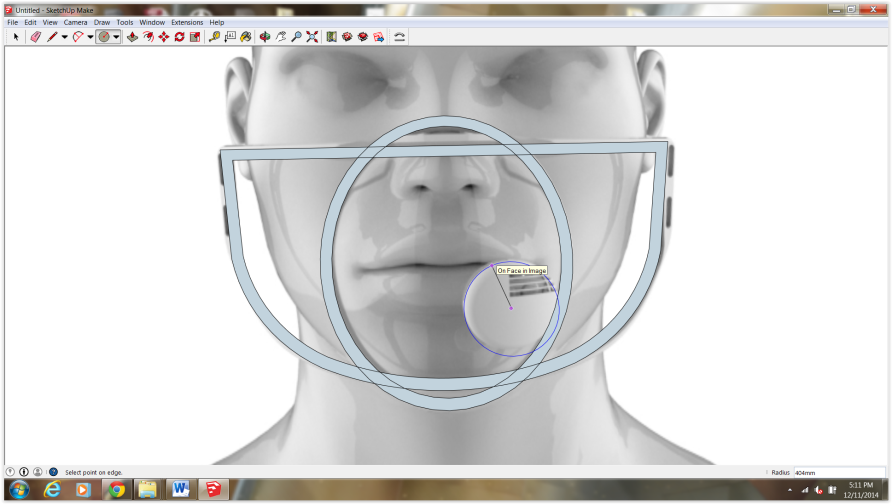 Untitled - SketchUp Make
File Edit View Camera Draw Tools Window Extensions Help
A1
On Face in Image
Select point on edge.
Radius 404mm
W
5:11 PM
12/11/2014